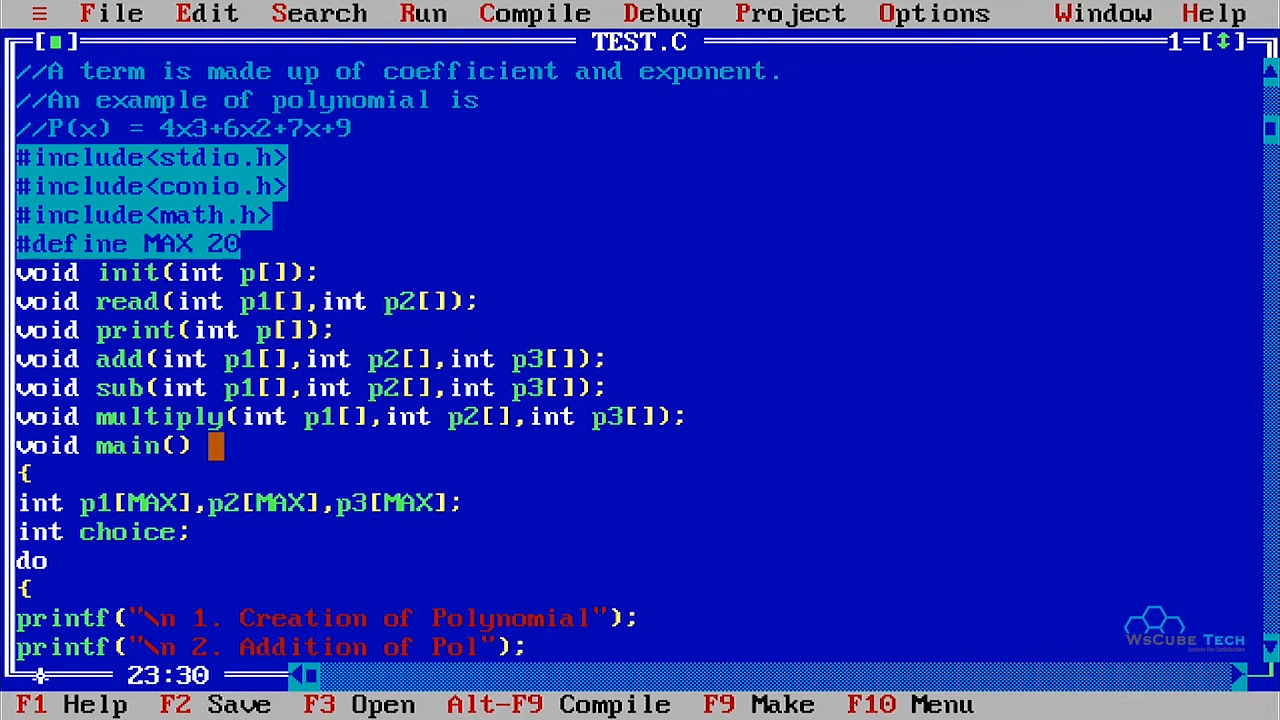 ≡ File Edit Search Run Compile Debug Project Options Window Help
[■] TEST.C 1=[↕]
//A term is made up of coefficient and exponent.
//An example of polynomial is
//P(x) = 4x3+6x2+7x+9
#include<stdio.h>
#include<conio.h>
#include<math.h>
#define MAX 20
void init(int p[]);
void read(int p1[],int p2[]);
void print(int p[]);
void add(int p1[],int p2[],int p3[]);
void sub(int p1[],int p2[],int p3[]);
void multiply(int p1[],int p2[],int p3[]);
void main()
{
int p1[MAX],p2[MAX],p3[MAX];
int choice;
do
{
printf("\n 1. Creation of Polynomial");
printf("\n 2. Addition of Pol");
WsCube Tech
System For Satisfaction
23:30
F1 Help F2 Save F3 Open Alt-F9 Compile F9 Make F10 Menu